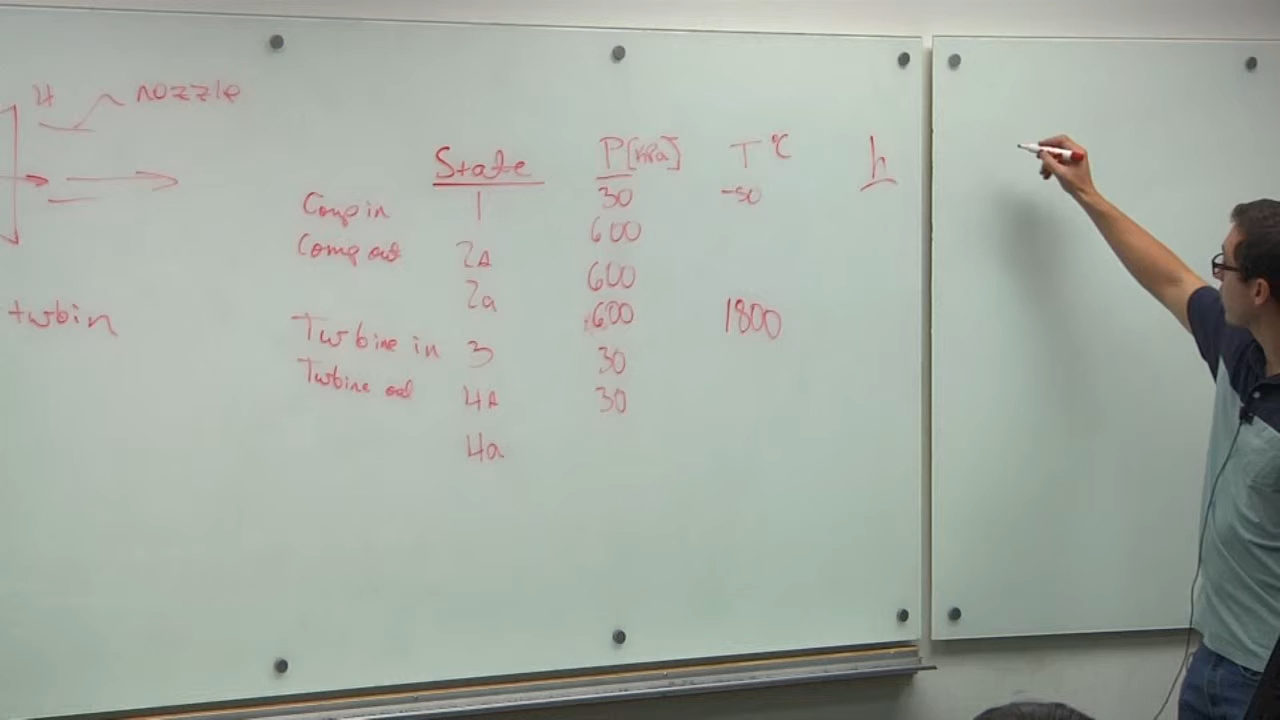 4 nozzle
State P[kPa] T °C h
Comp in 1 30 -50
Comp out 2s 600
2a 600
turbin
Turbine in 3 600 1800
Turbine out 4s 30
4a 30